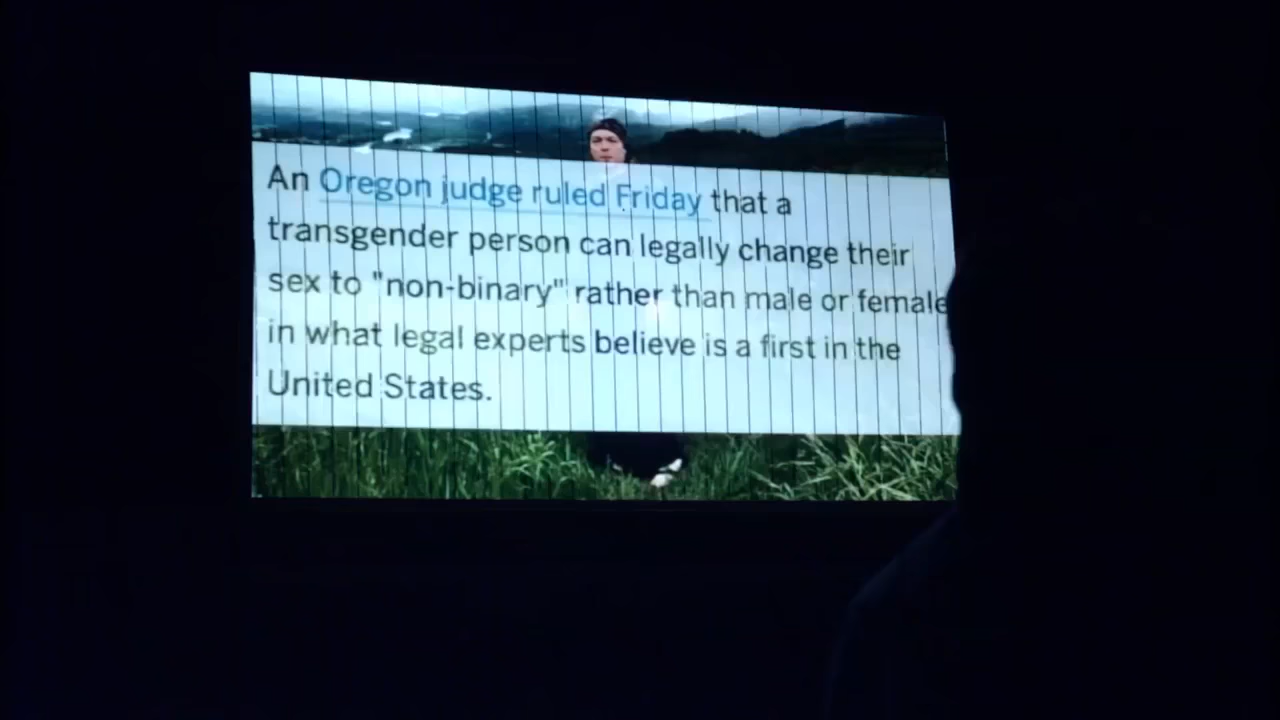 An Oregon judge ruled Friday that a
transgender person can legally change their
sex to "non-binary" rather than male or female
in what legal experts believe is a first in the
United States.